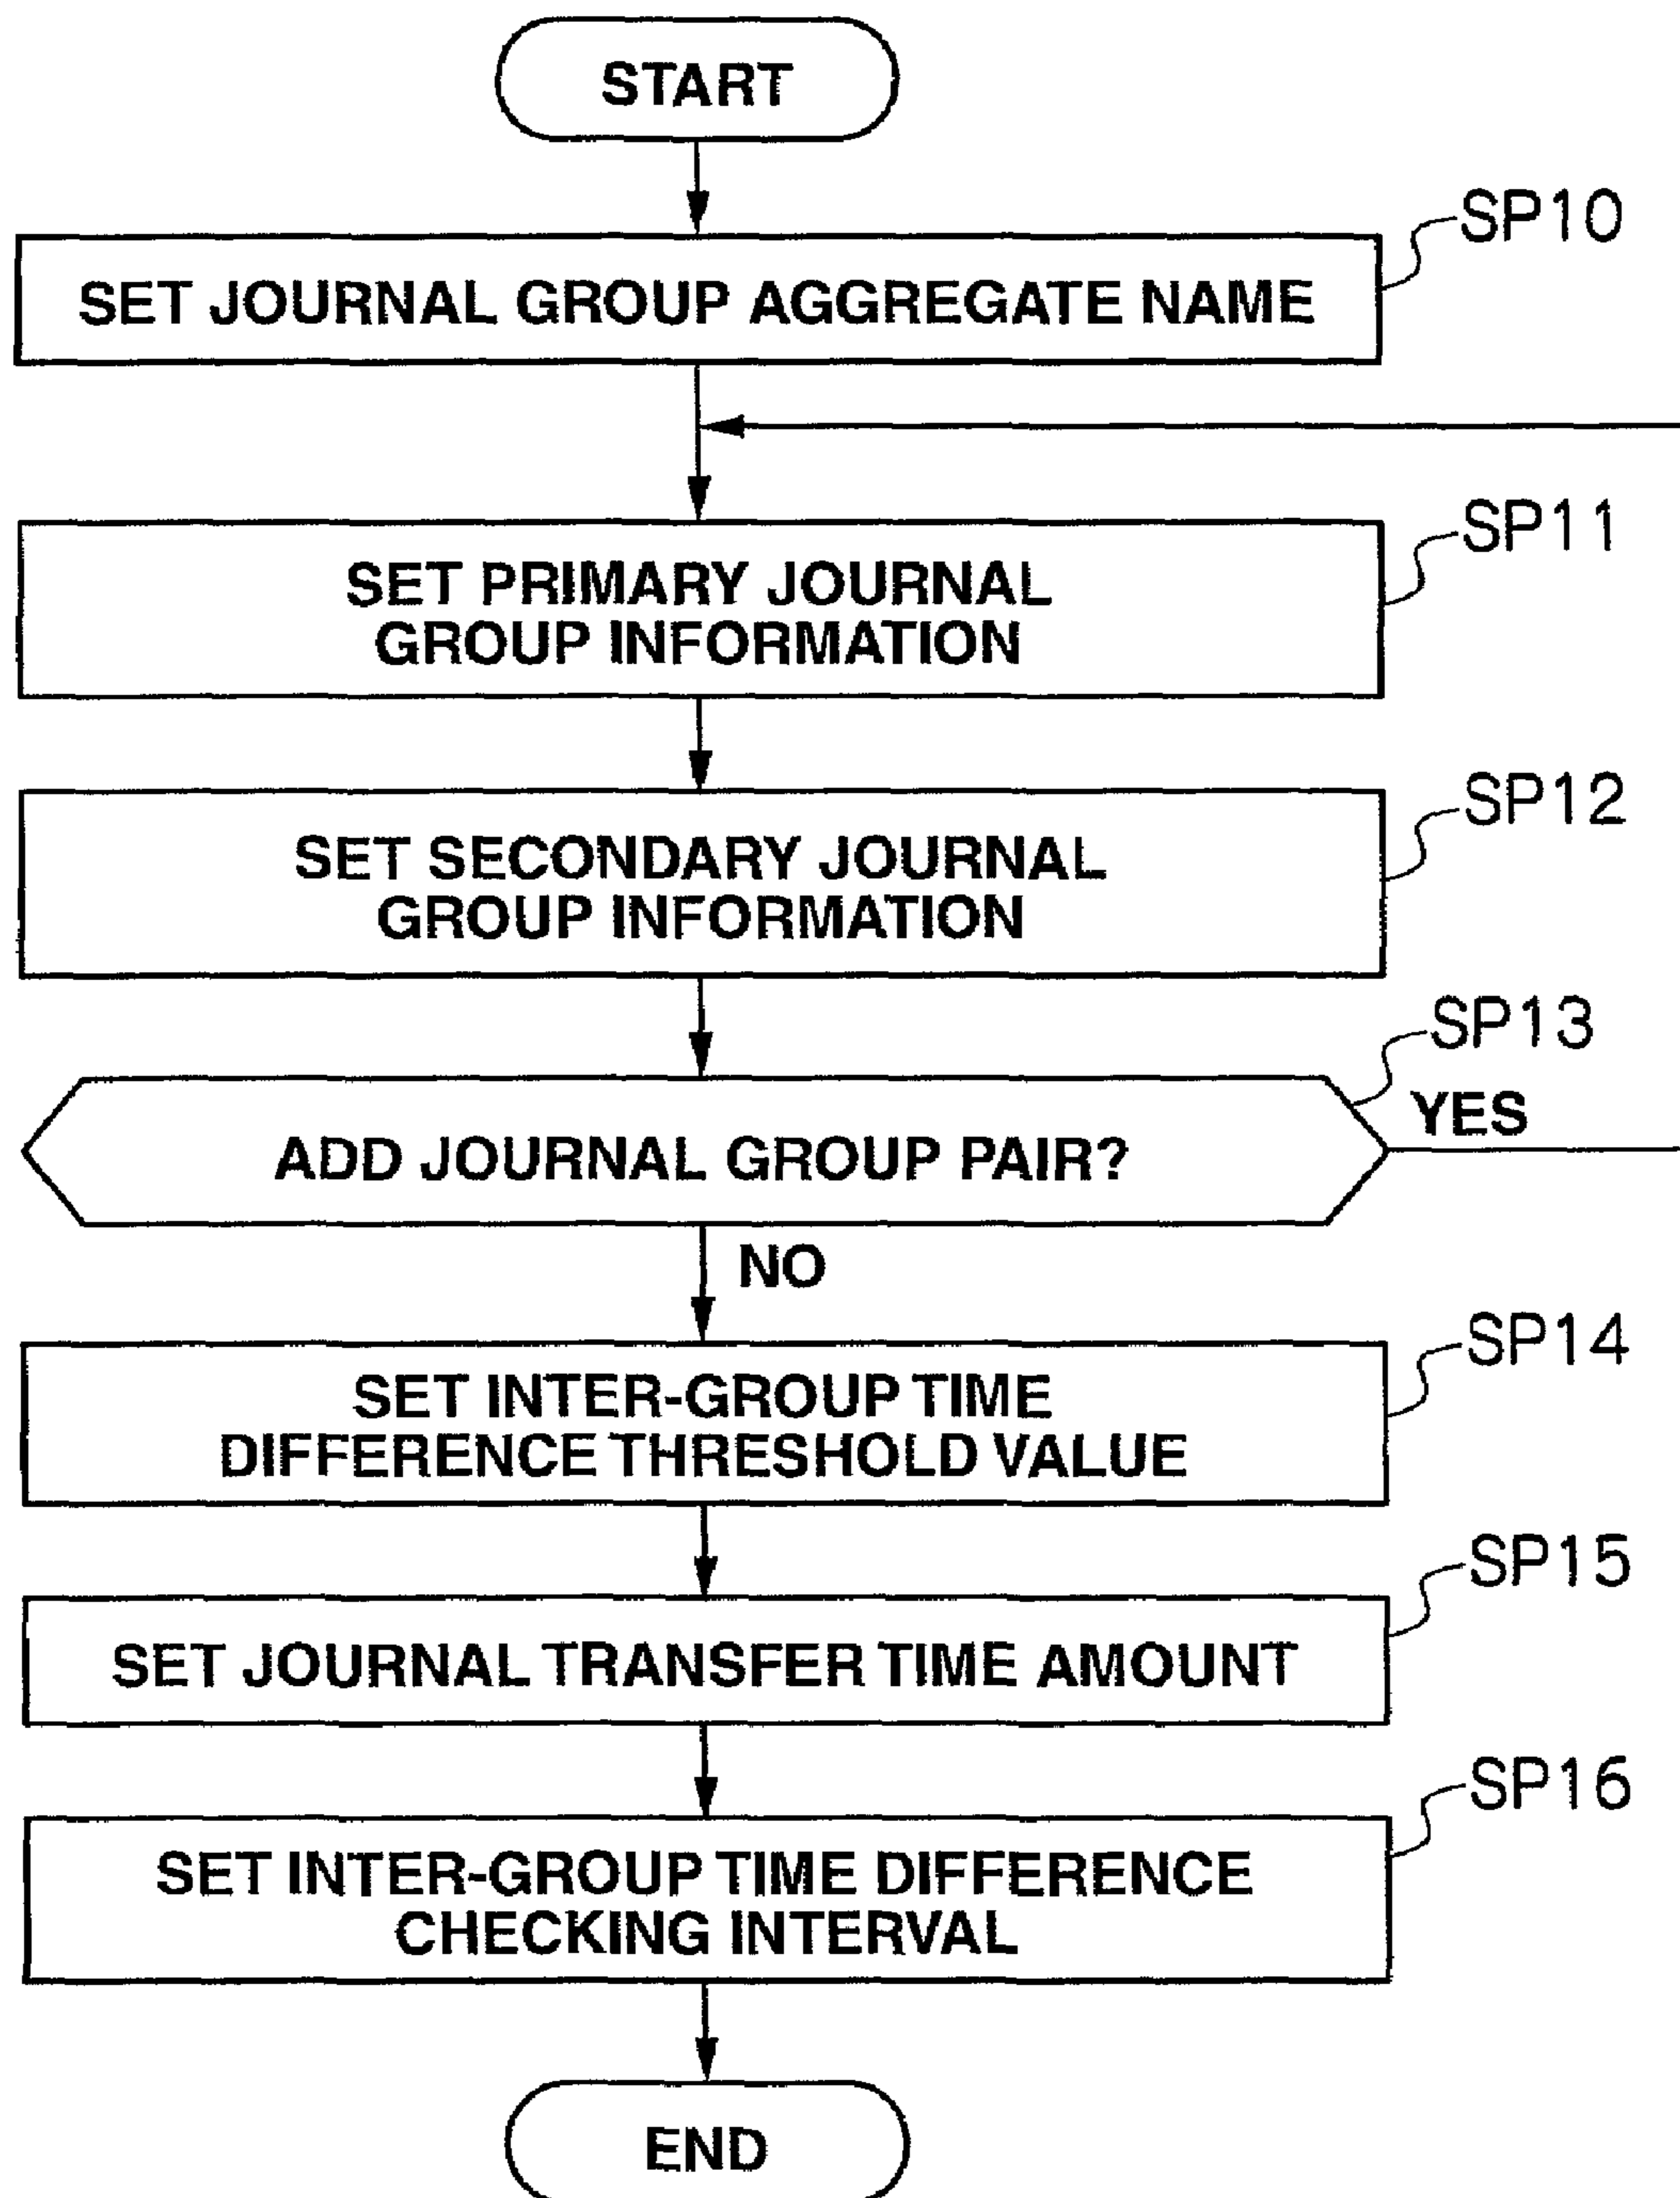 START
SP10
SET JOURNAL GROUP AGGREGATE NAME
SP11
SET PRIMARY JOURNAL
GROUP INFORMATION
SP12
SET SECONDARY JOURNAL
GROUP INFORMATION
SP13
YES
ADD JOURNAL GROUP PAIR?
NO
SP14
SET INTER-GROUP TIME
DIFFERENCE THRESHOLD VALUE
SP15
SET JOURNAL TRANSFER TIME AMOUNT
SP16
SET INTER-GROUP TIME DIFFERENCE
CHECKING INTERVAL
END